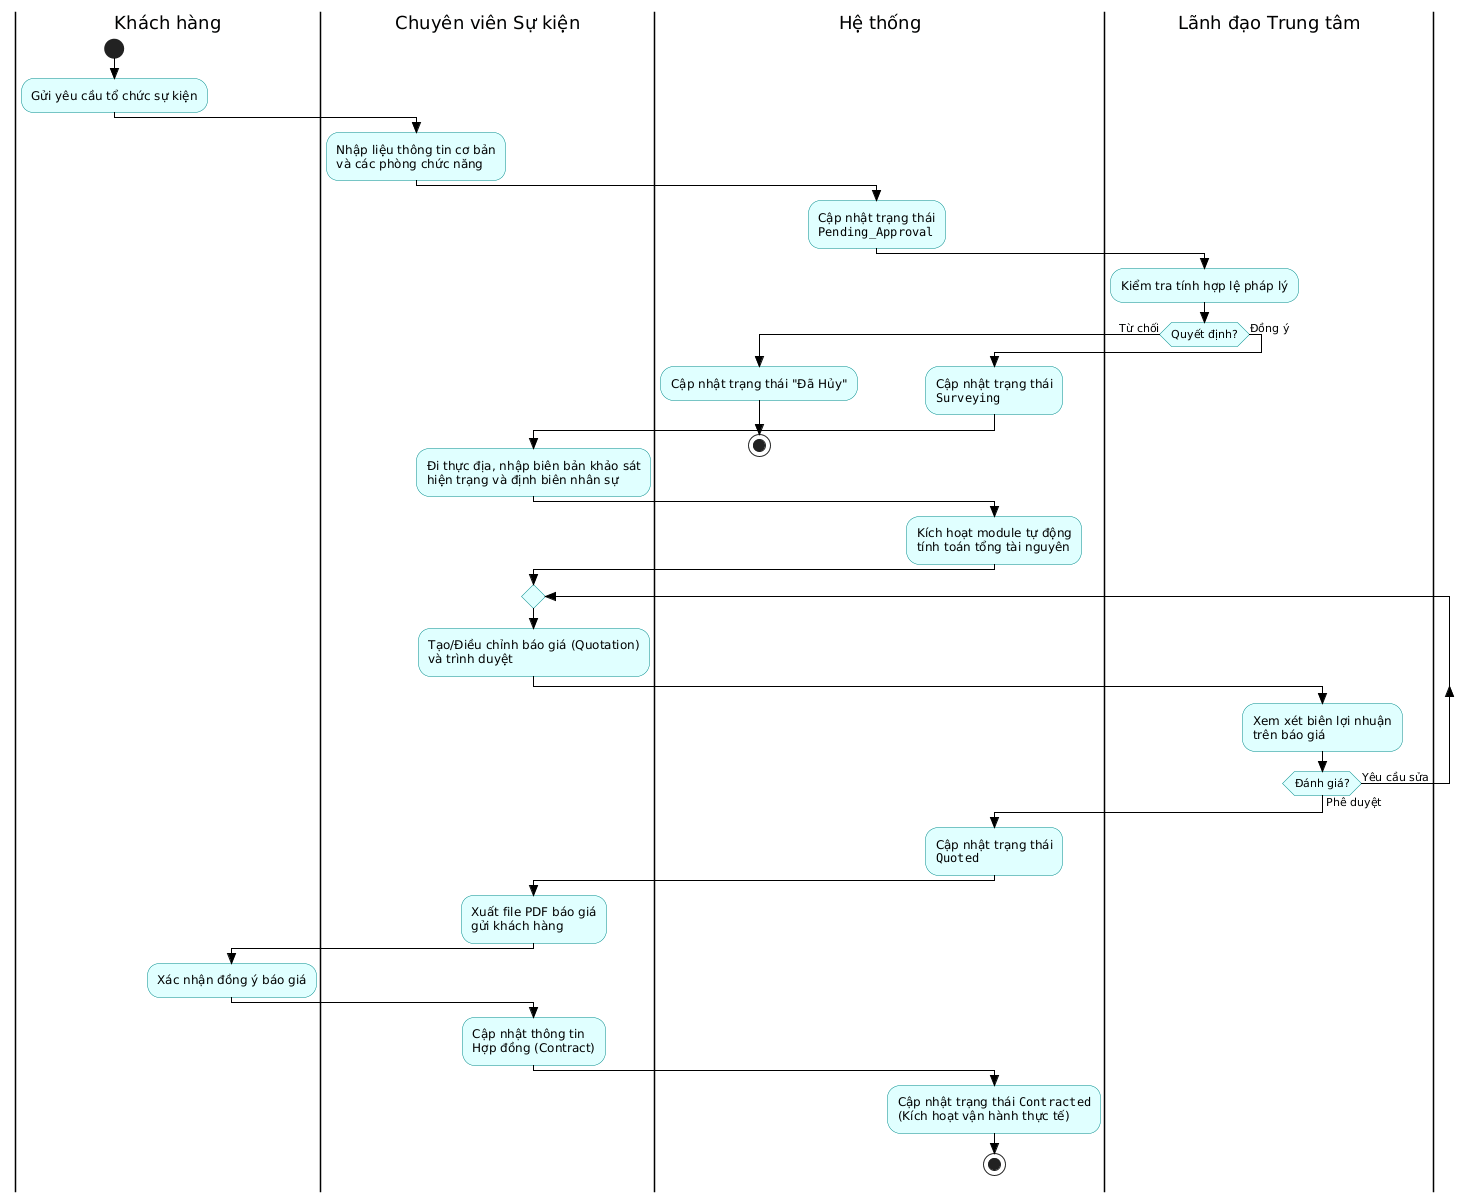 Khách hàng
Chuyên viên Sự kiện
Hệ thống
Lãnh đạo Trung tâm
Gửi yêu cầu tổ chức sự kiện
Nhập liệu thông tin cơ bản
và các phòng chức năng
Cập nhật trạng thái
Pending_Approval
Kiểm tra tính hợp lệ pháp lý
Từ chối
Quyết định?
Đồng ý
Cập nhật trạng thái "Đã Hủy"
Cập nhật trạng thái
Surveying
Đi thực địa, nhập biên bản khảo sát
hiện trạng và định biên nhân sự
Kích hoạt module tự động
tính toán tổng tài nguyên
Tạo/Điều chỉnh báo giá (Quotation)
và trình duyệt
Xem xét biên lợi nhuận
trên báo giá
Đánh giá?
Yêu cầu sửa
Phê duyệt
Cập nhật trạng thái
Quoted
Xuất file PDF báo giá
gửi khách hàng
Xác nhận đồng ý báo giá
Cập nhật thông tin
Hợp đồng (Contract)
Cập nhật trạng thái Contracted
(Kích hoạt vận hành thực tế)